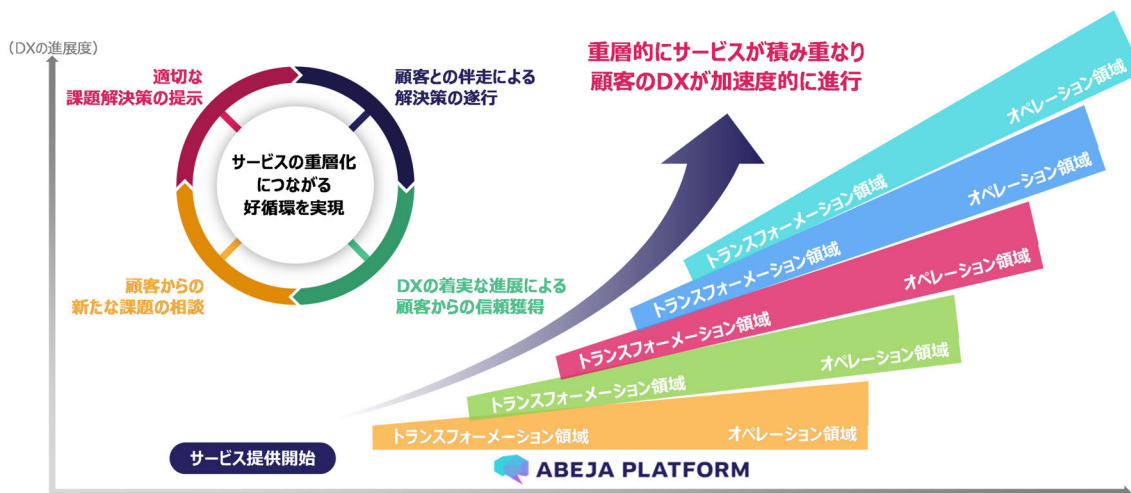 （DXの進展度）
適切な
課題解決策の提示
顧客との伴走による
解決策の遂行
サービスの重層化
につながる
好循環を実現
顧客からの
新たな課題の相談
DXの着実な進展による
顧客からの信頼獲得
重層的にサービスが積み重なり
顧客のDXが加速度的に進行
トランスフォーメーション領域
オペレーション領域
トランスフォーメーション領域
オペレーション領域
トランスフォーメーション領域
オペレーション領域
トランスフォーメーション領域
オペレーション領域
トランスフォーメーション領域
オペレーション領域
サービス提供開始
ABEJA PLATFORM